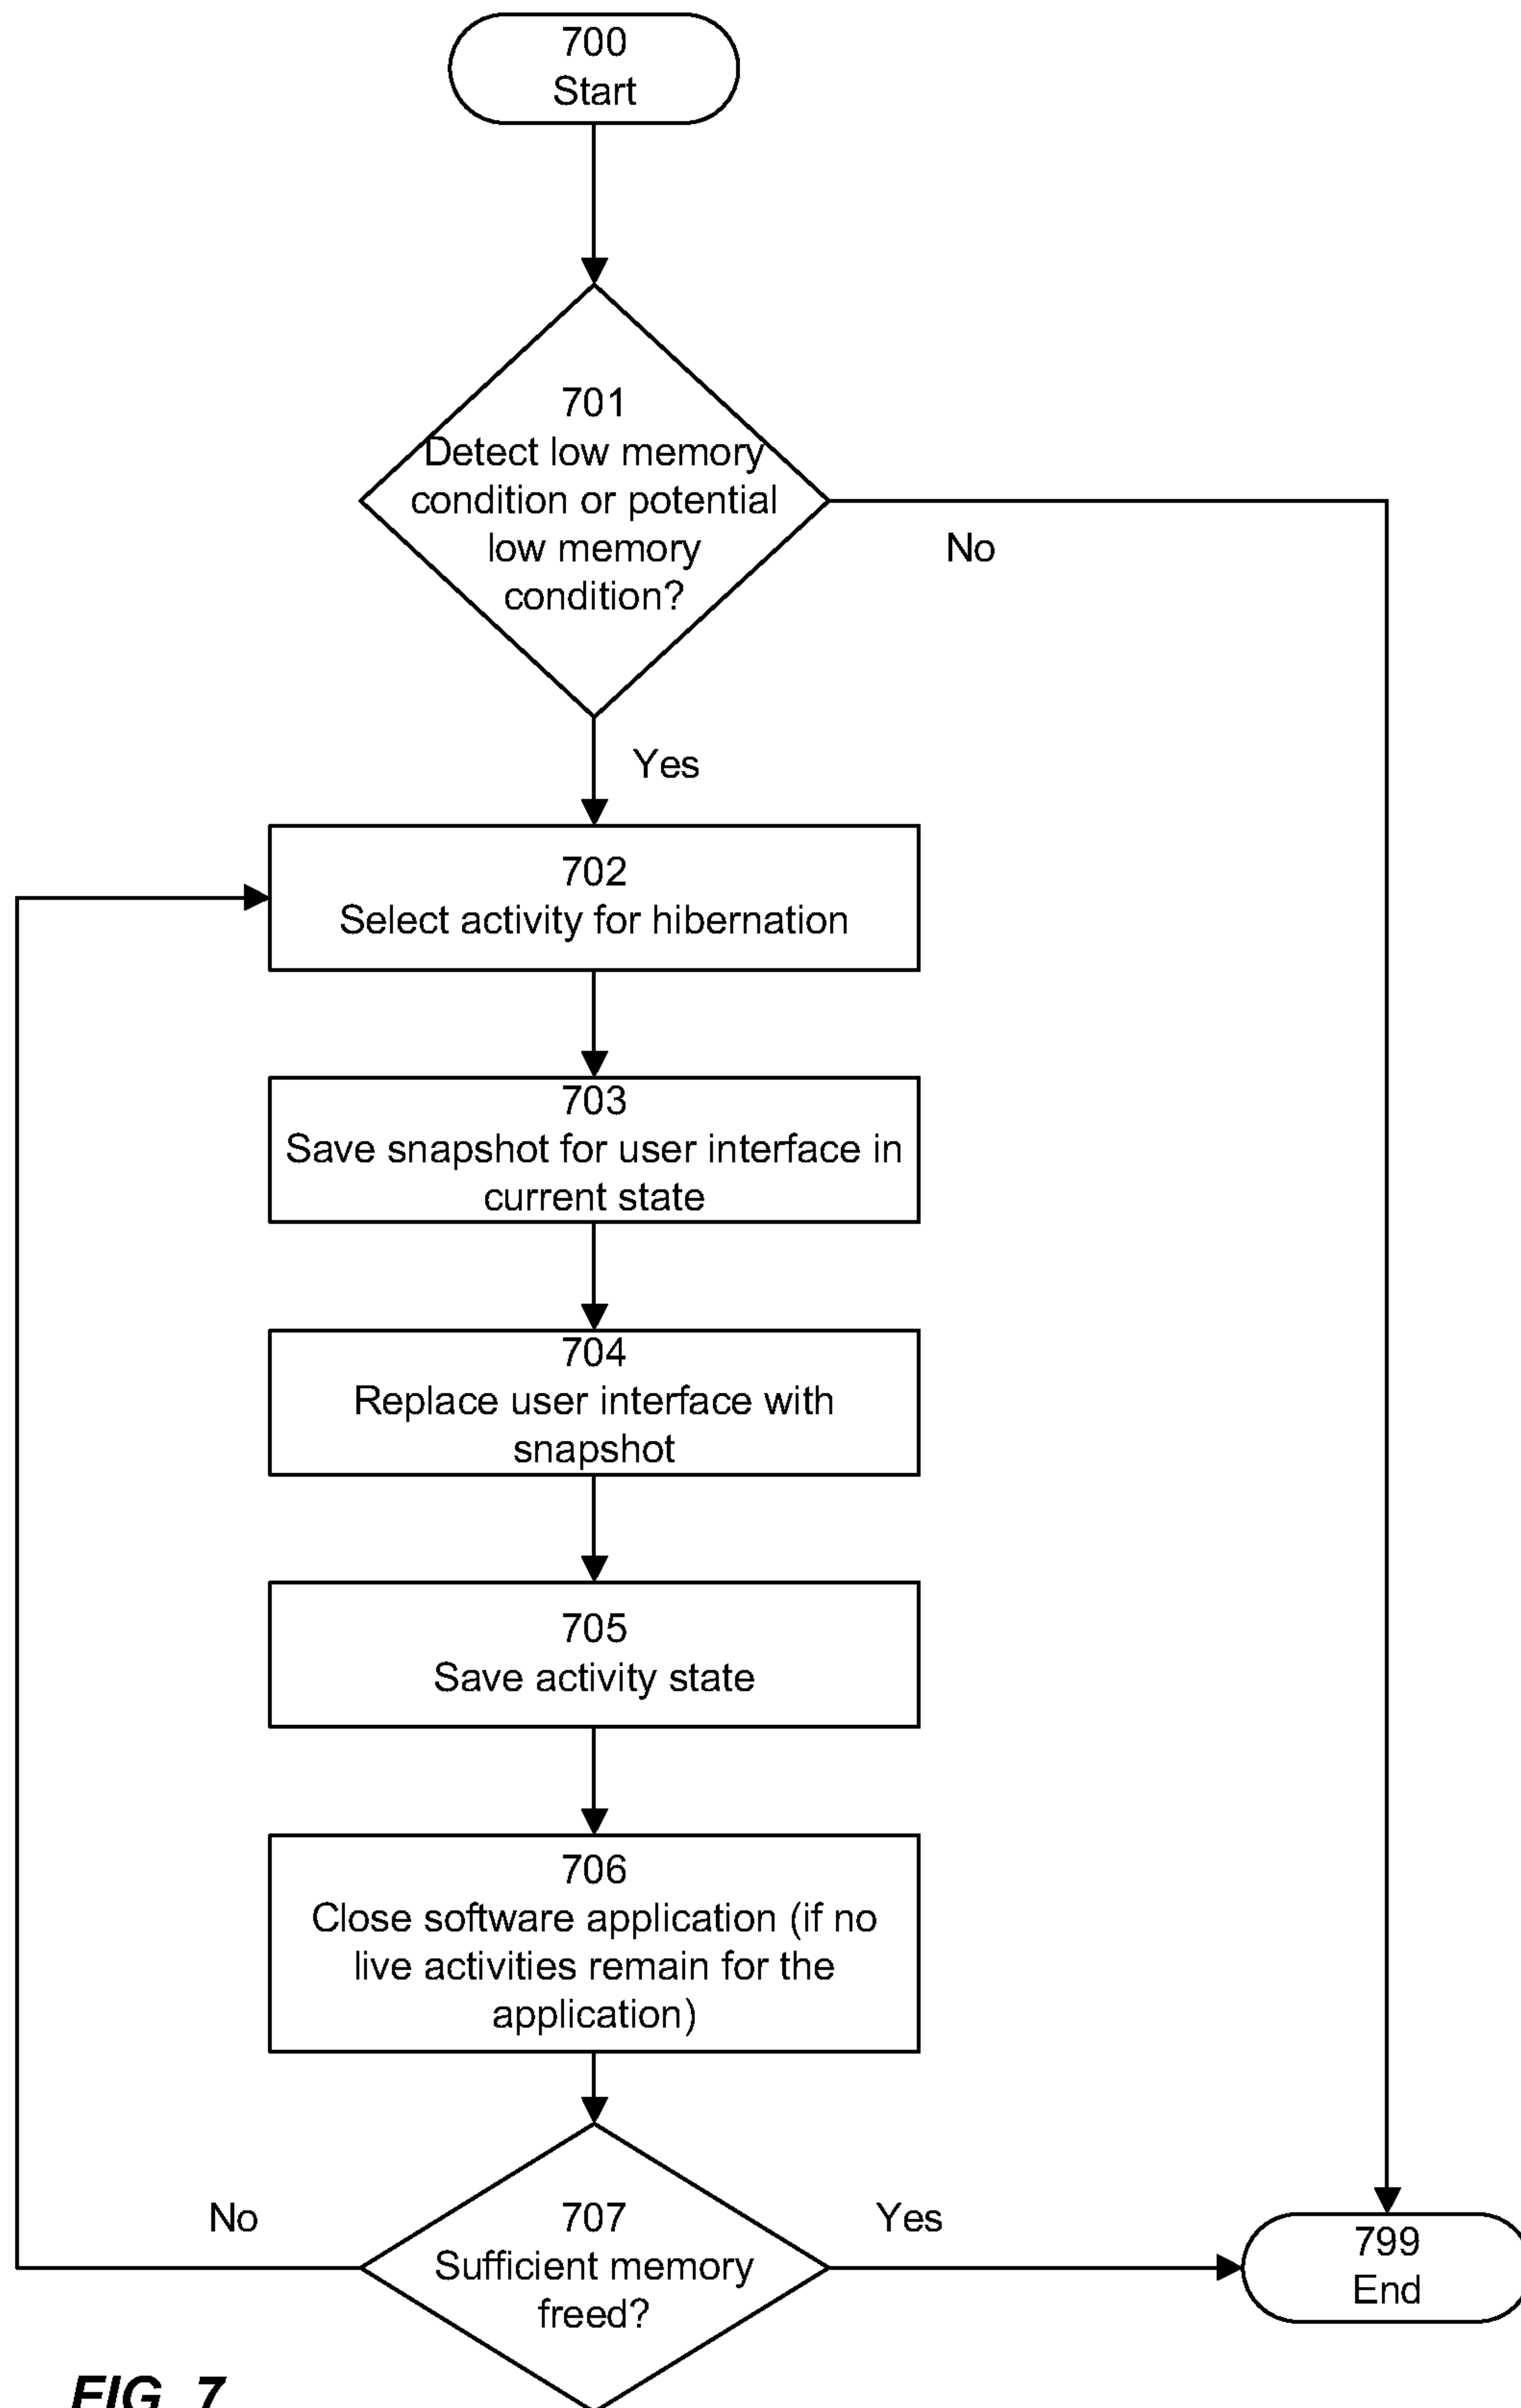 700
Start
701
Detect low memory
condition or potential
low memory
condition?
No
Yes
702
Select activity for hibernation
703
Save snapshot for user interface in
current state
704
Replace user interface with
snapshot
705
Save activity state
706
Close software application (if no
live activities remain for the
application)
No
707
Sufficient memory
freed?
Yes
799
End
FIG. 7